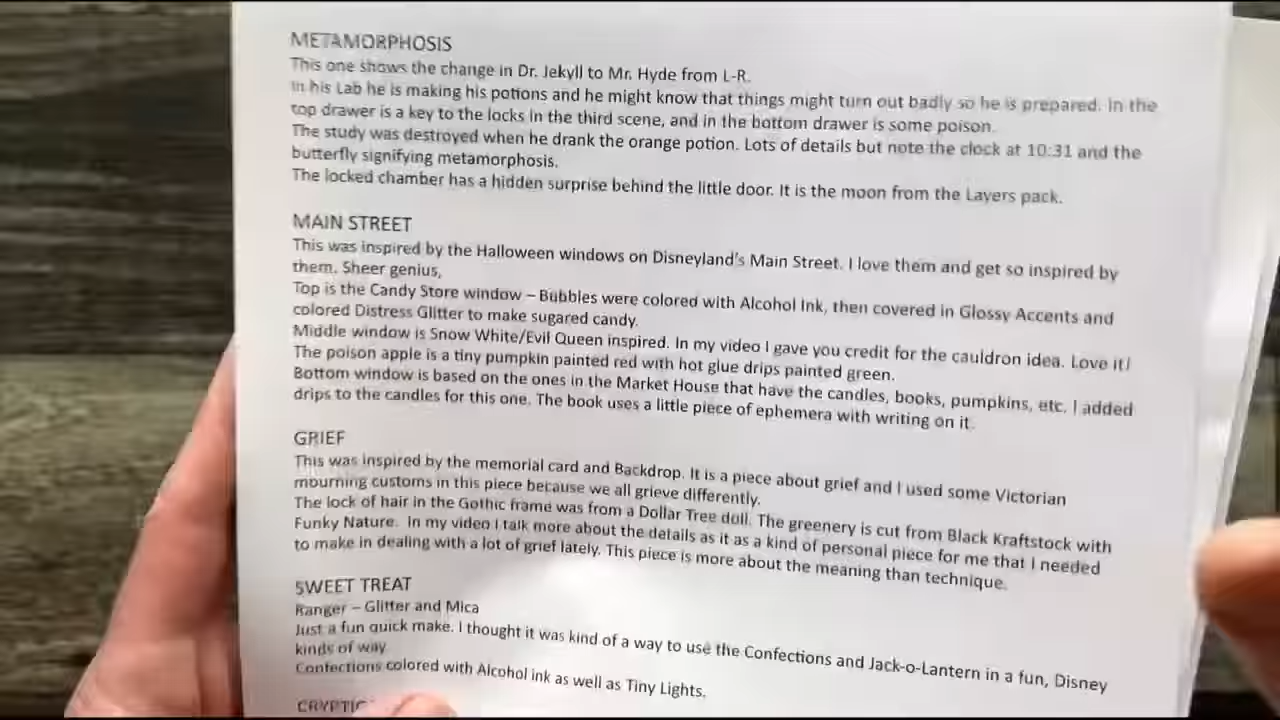 METAMORPHOSIS
This one shows the change in Dr. Jekyll to Mr. Hyde from L-R.
In his Lab he is making his potions and he might know that things might turn out badly so he is prepared. In the
top drawer is a key to the locks in the third scene, and in the bottom drawer is some poison.
The study was destroyed when he drank the orange potion. Lots of details but note the clock at 10:31 and the
butterfly signifying metamorphosis.
The locked chamber has a hidden surprise behind the little door. It is the moon from the Layers pack.
MAIN STREET
This was inspired by the Halloween windows on Disneyland's Main Street. I love them and get so inspired by
them. Sheer genius,
Top is the Candy Store window – Bubbles were colored with Alcohol Ink, then covered in Glossy Accents and
colored Distress Glitter to make sugared candy.
Middle window is Snow White/Evil Queen inspired. In my video I gave you credit for the cauldron idea. Love it!
The poison apple is a tiny pumpkin painted red with hot glue drips painted green.
Bottom window is based on the ones in the Market House that have the candles, books, pumpkins, etc. I added
drips to the candles for this one. The book uses a little piece of ephemera with writing on it.
GRIEF
This was inspired by the memorial card and Backdrop. It is a piece about grief and I used some Victorian
mourning customs in this piece because we all grieve differently.
The lock of hair in the Gothic frame was from a Dollar Tree doll. The greenery is cut from Black Kraftstock with
Funky Nature. In my video I talk more about the details as it as a kind of personal piece for me that I needed
to make in dealing with a lot of grief lately. This piece is more about the meaning than technique.
SWEET TREAT
Ranger – Glitter and Mica
Just a fun quick make. I thought it was kind of a way to use the Confections and Jack-o-Lantern in a fun, Disney
kinds of way
Confections colored with Alcohol ink as well as Tiny Lights.
CRYPTIC